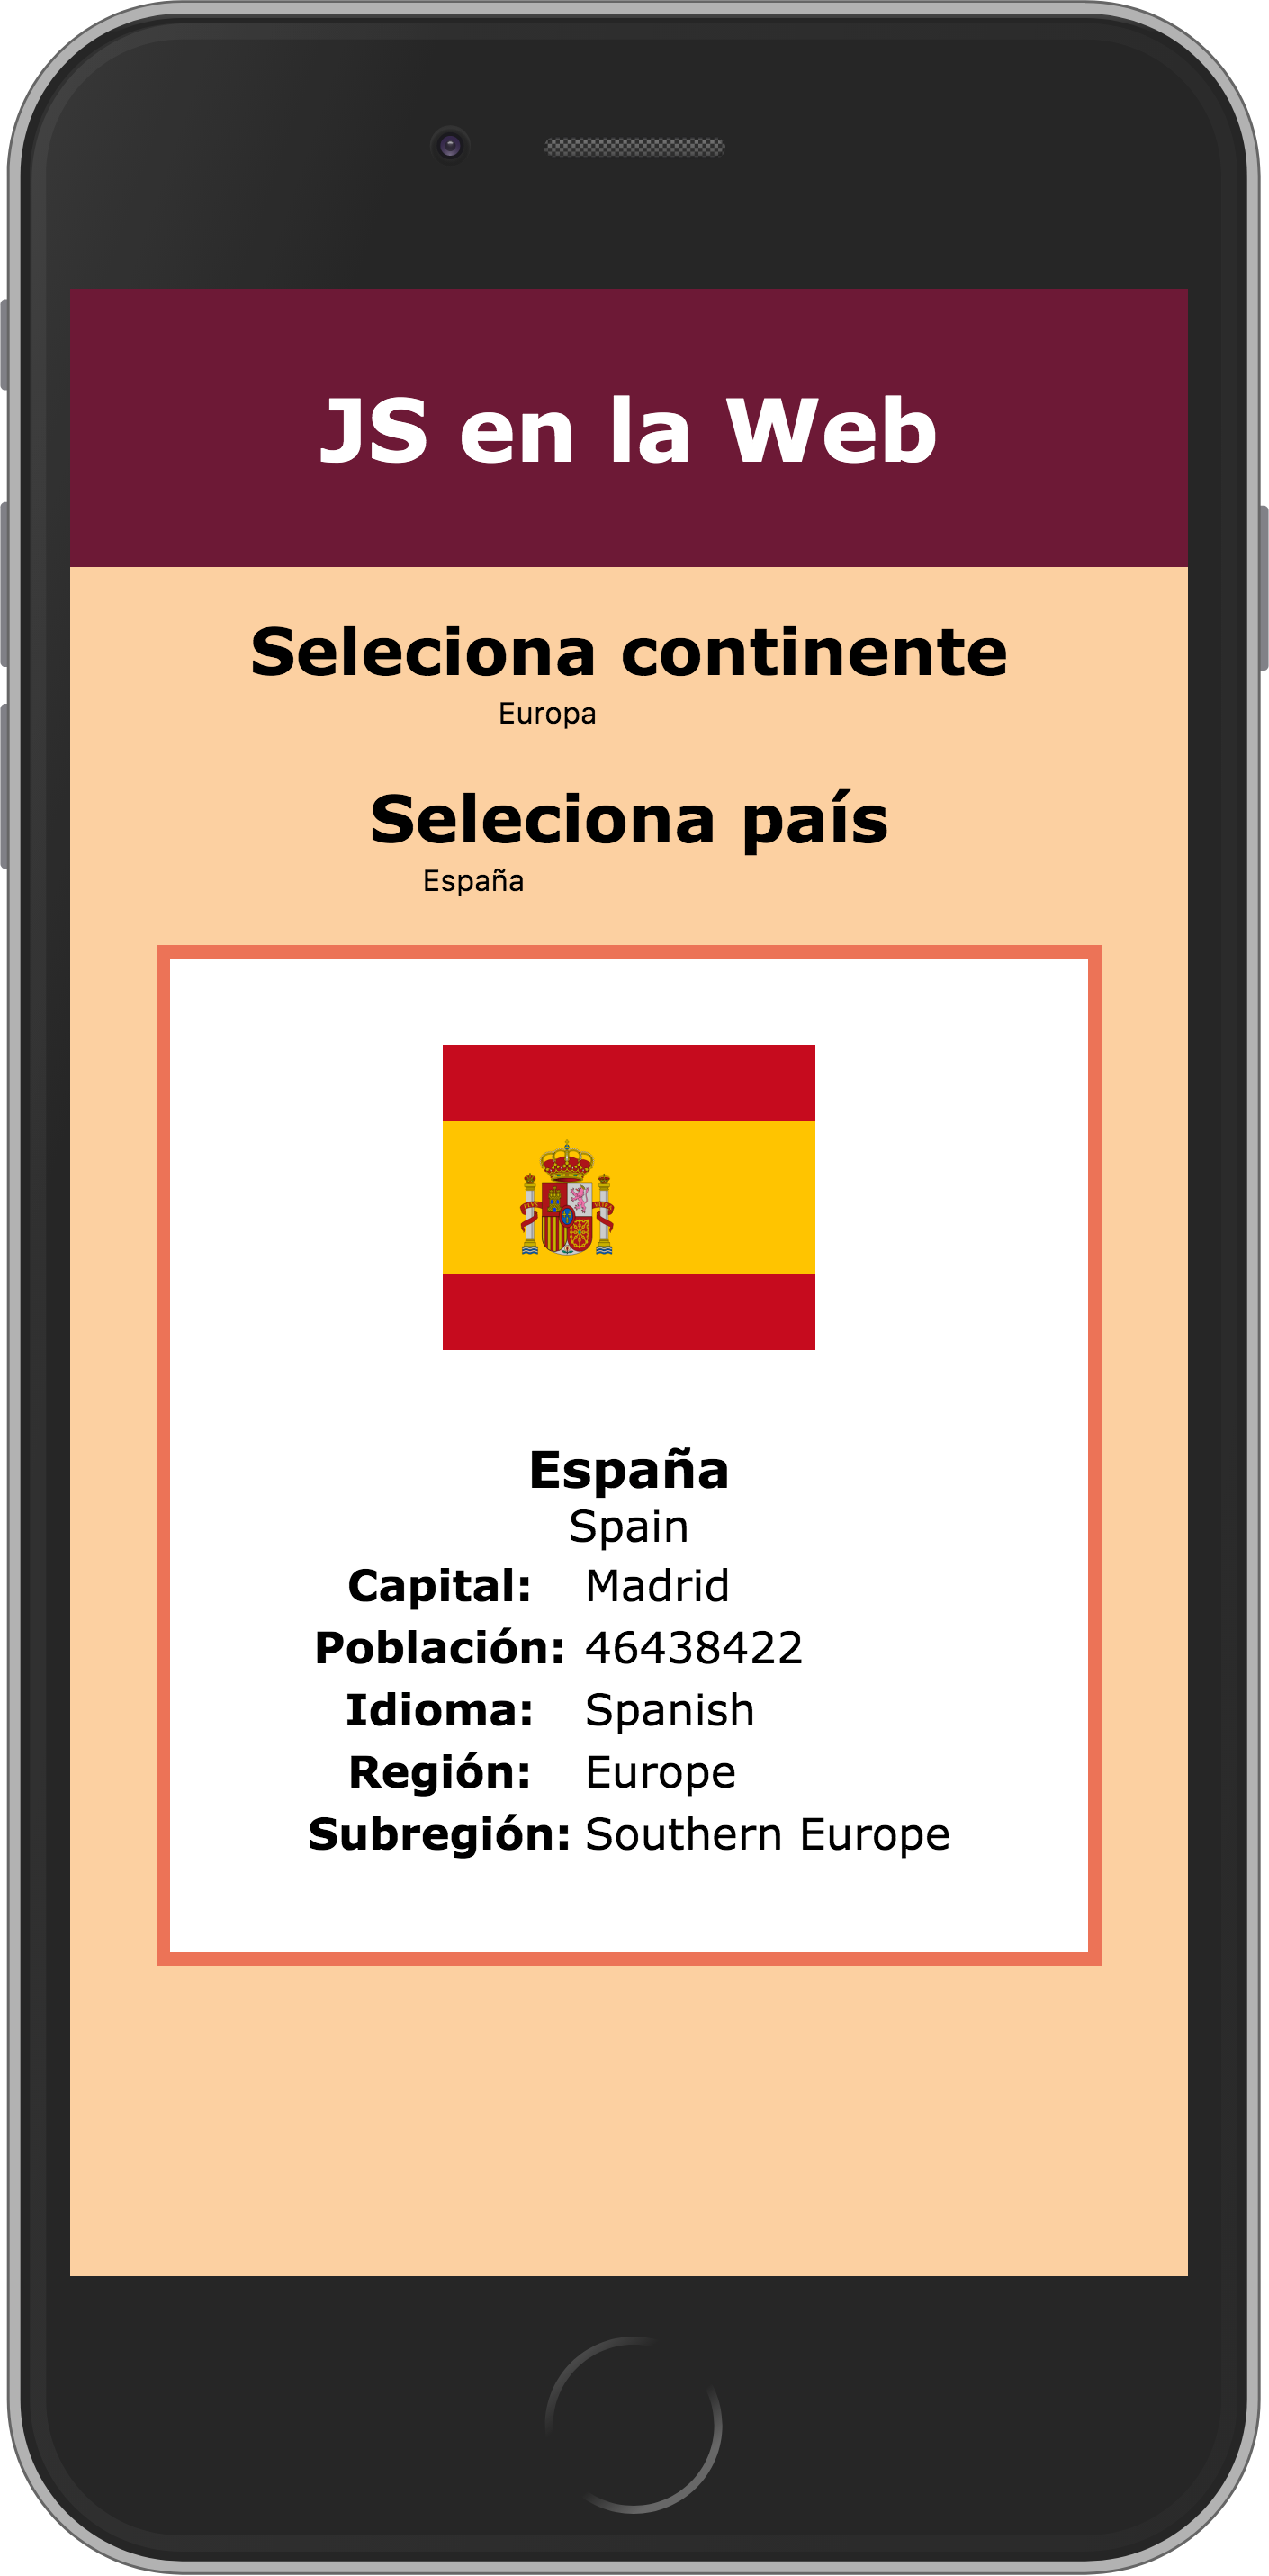 JS en la Web
Seleciona continente
Europa
Seleciona país
España
España
Spain
Capital: Madrid
Población: 46438422
Idioma: Spanish
Región: Europe
Subregión: Southern Europe